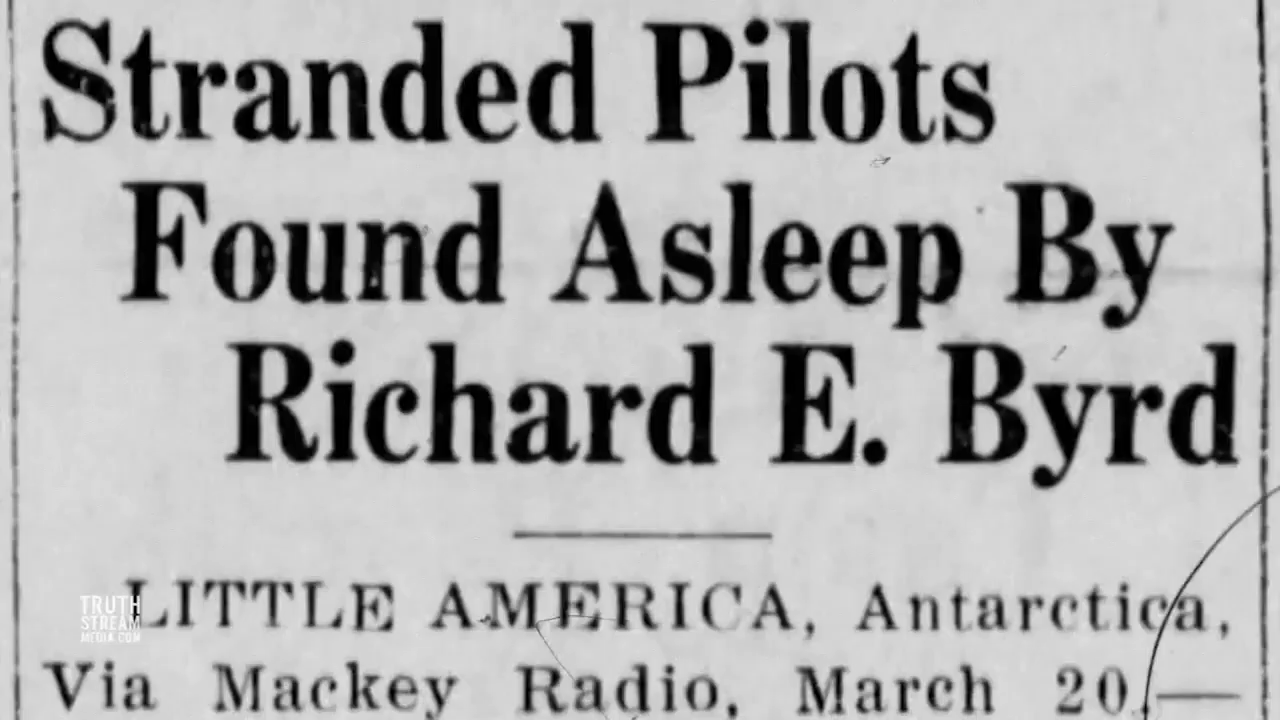 Stranded Pilots
Found Asleep By
Richard E. Byrd
LITTLE AMERICA, Antarctica,
Via Mackey Radio, March 20.—
TRUTH
STREAM
MEDIA.COM